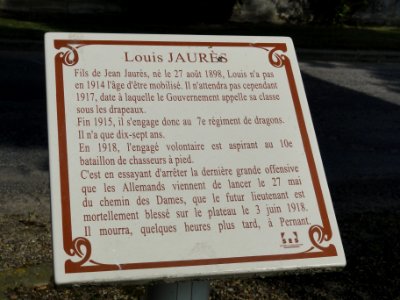 Louis JAURÈS
Fils de Jean Jaurès, né le 27 août 1898, Louis n'a pas
en 1914 l'âge d'être mobilisé. Il n'attendra pas cependant
1917, date à laquelle le Gouvernement appelle sa classe
sous les drapeaux.
Fin 1915, il s'engage donc au 7e règiment de dragons.
Il n'a que dix-sept ans.
En 1918, l'engagé volontaire est aspirant au 10e
bataillon de chasseurs à pied.
C'est en essayant d'arrêter la dernière grande offensive
que les Allemands viennent de lancer le 27 mai
du chemin des Dames, que le futur lieutenant est
mortellement blessé sur le plateau le 3 juin 1918.
Il mourra, quelques heures plus tard, à Pernant.